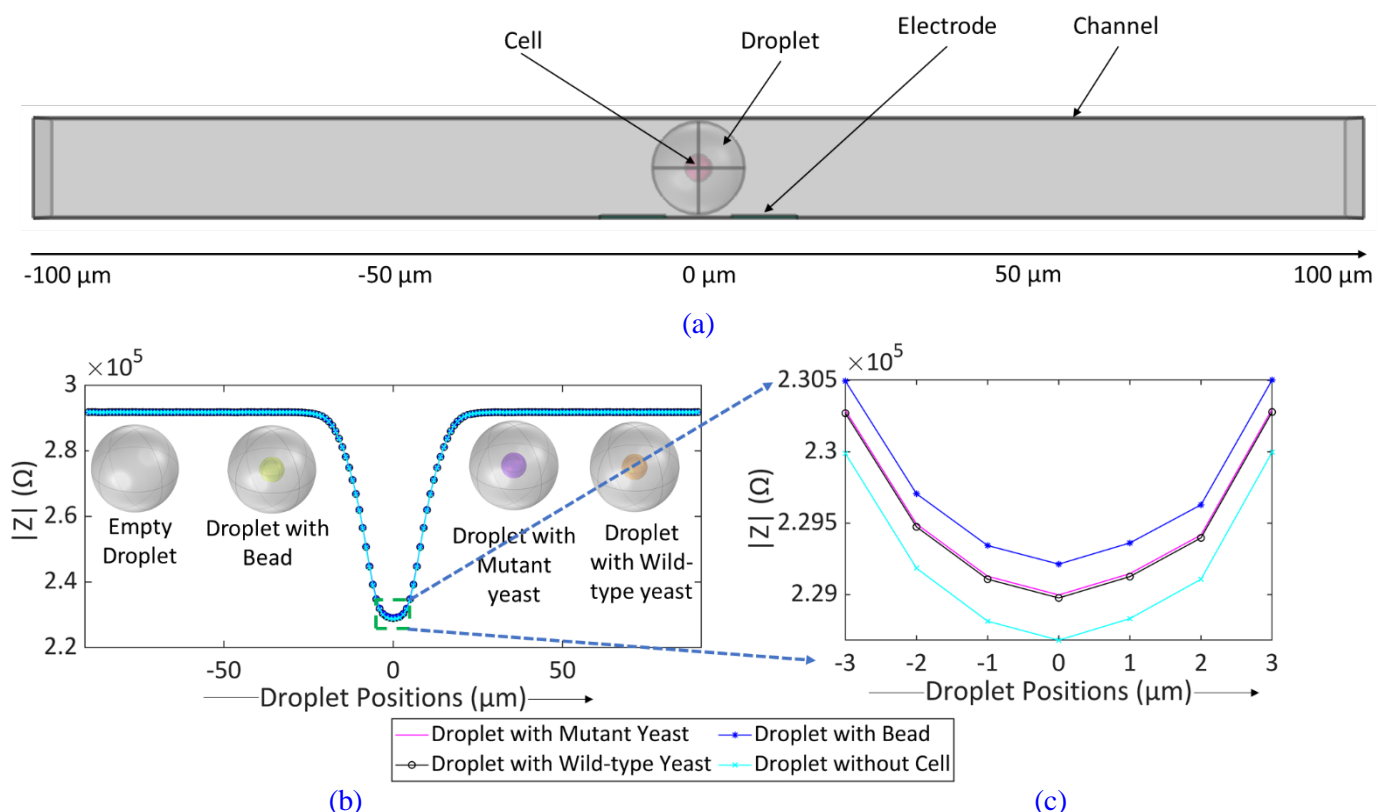 Cell
Droplet
Electrode
Channel
-100 µm
-50 µm
0 µm
50 µm
100 µm
(a)
×10⁵
3
2.8
2.6
2.4
2.2
|Z| (Ω)
-50
0
50
Droplet Positions (µm)
Empty
Droplet
Droplet with
Bead
Droplet with
Mutant
yeast
Droplet
with Wild-
type yeast
×10⁵
2.305
2.3
2.295
2.29
|Z| (Ω)
-3
-2
-1
0
1
2
3
Droplet Positions (µm)
Droplet with Mutant Yeast
Droplet with Bead
Droplet with Wild-type Yeast
Droplet without Cell
(b)
(c)